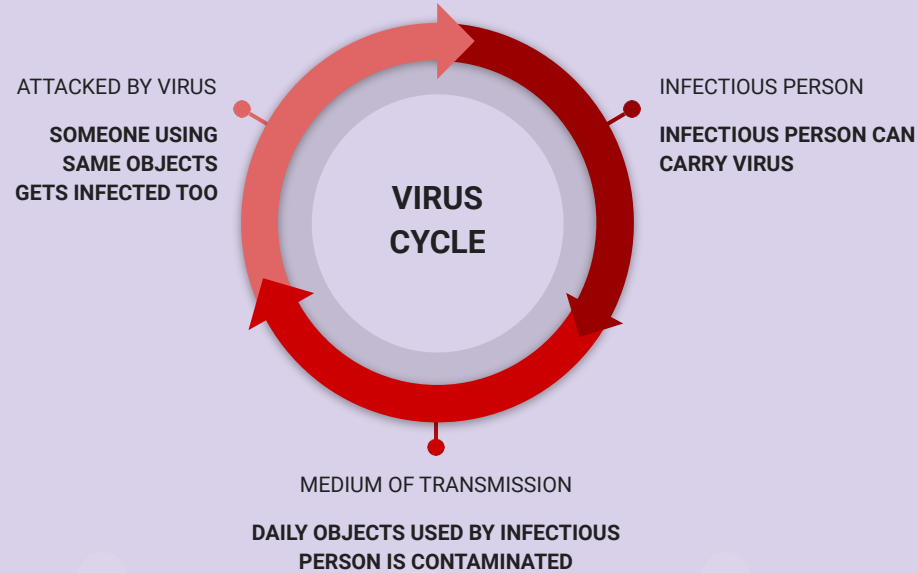 VIRUS
CYCLE
INFECTIOUS PERSON
INFECTIOUS PERSON CAN
CARRY VIRUS
MEDIUM OF TRANSMISSION
DAILY OBJECTS USED BY INFECTIOUS
PERSON IS CONTAMINATED
ATTACKED BY VIRUS
SOMEONE USING
SAME OBJECTS
GETS INFECTED TOO